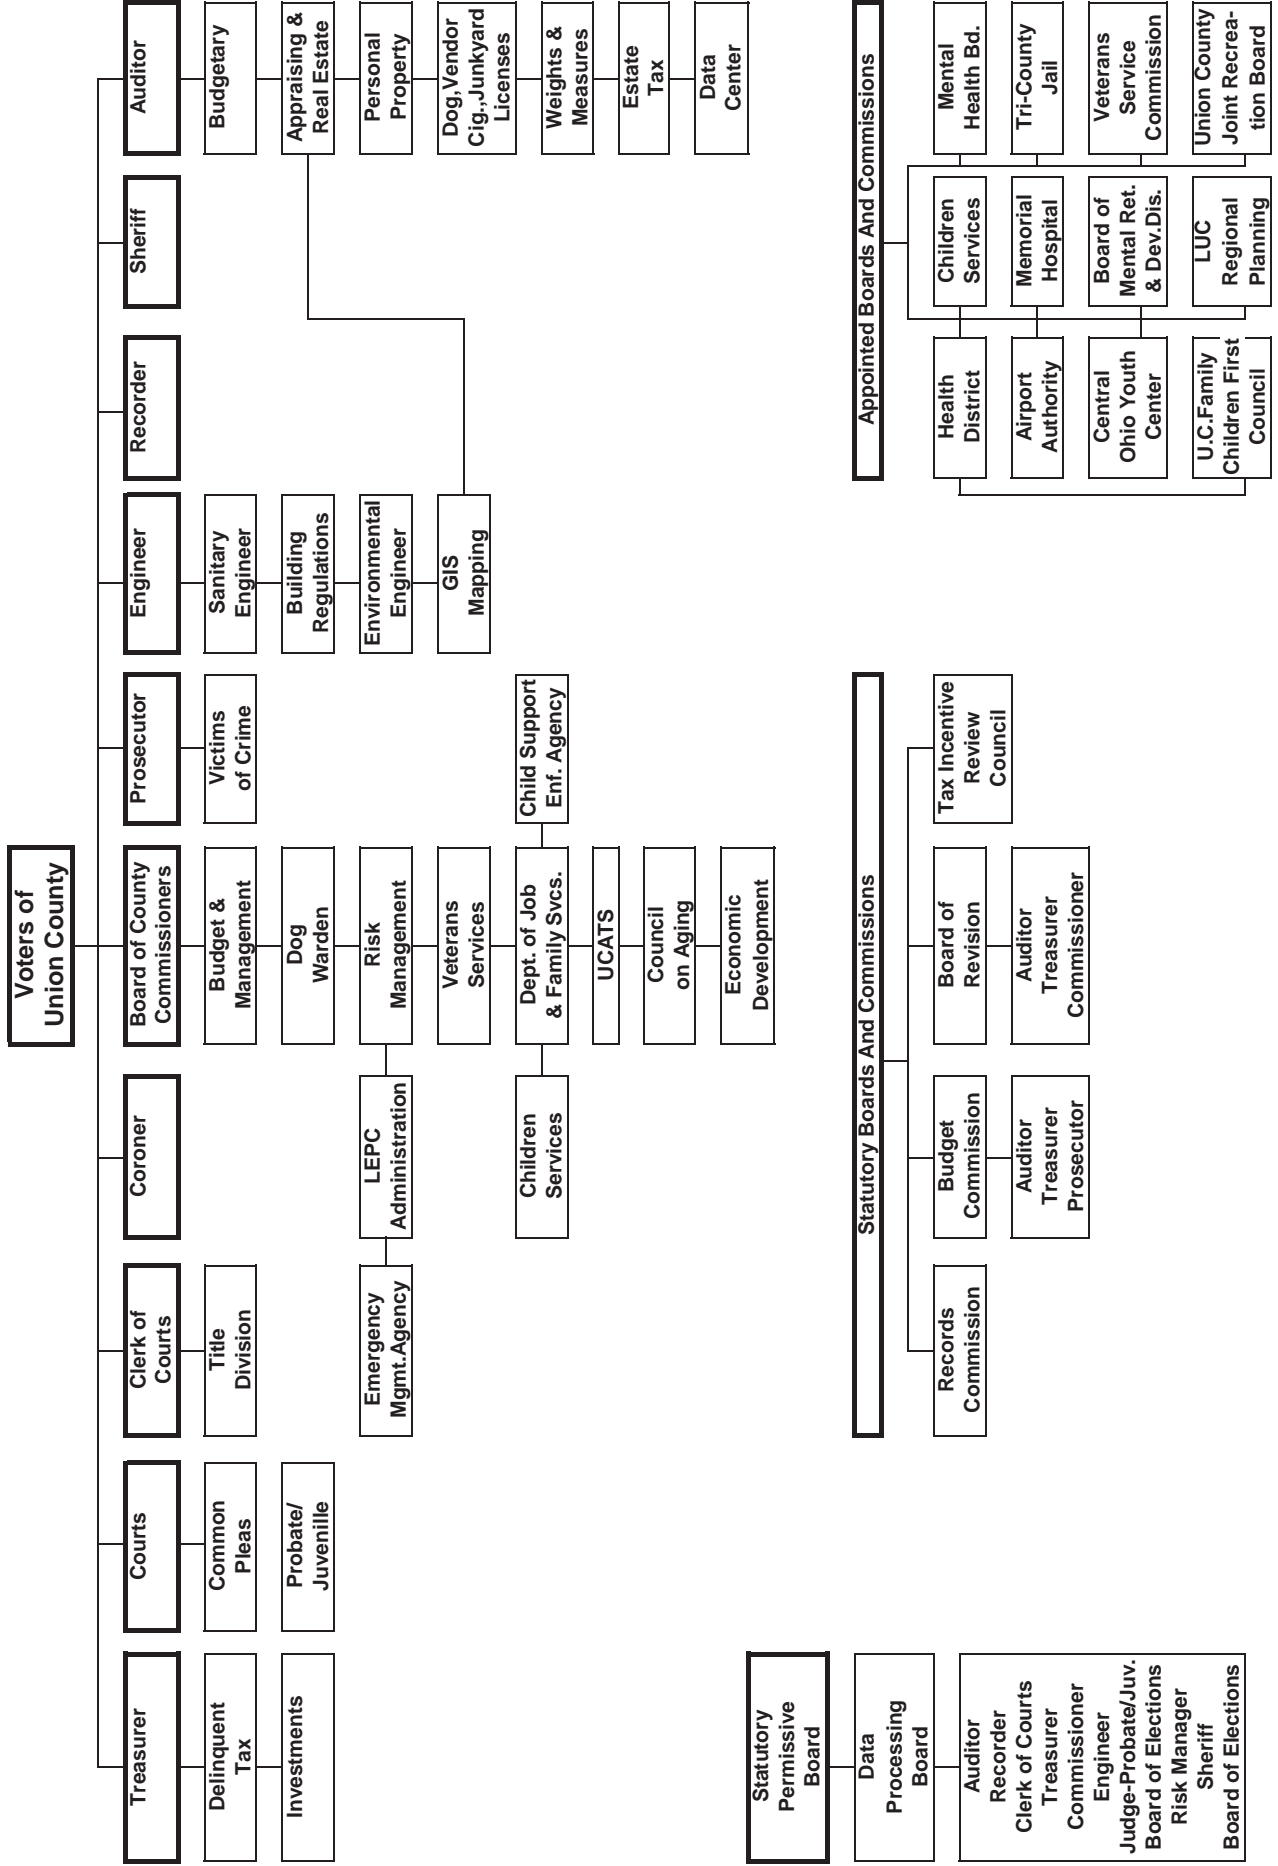 Voters of
Union County
Treasurer
Courts
Clerk of
Courts
Coroner
Board of County
Commissioners
Prosecutor
Engineer
Recorder
Sheriff
Auditor
Delinquent
Tax
Investments
Common
Pleas
Probate/
Juvenille
Title
Division
Budget &
Management
Dog
Warden
Risk
Management
LEPC
Administration
Emergency
Mgmt.Agency
Veterans
Services
Dept. of Job
& Family Svcs.
Children
Services
Child Support
Enf. Agency
UCATS
Council
on Aging
Economic
Development
Victims
of Crime
Sanitary
Engineer
Building
Regulations
Environmental
Engineer
GIS
Mapping
Budgetary
Appraising &
Real Estate
Personal
Property
Dog,Vendor
Cig.,Junkyard
Licenses
Weights &
Measures
Estate
Tax
Data
Center
Statutory
Permissive
Board
Data
Processing
Board
Auditor
Recorder
Clerk of Courts
Treasurer
Commissioner
Engineer
Judge-Probate/Juv.
Board of Elections
Risk Manager
Sheriff
Board of Elections
Statutory Boards And Commissions
Records
Commission
Budget
Commission
Auditor
Treasurer
Prosecutor
Board of
Revision
Auditor
Treasurer
Commissioner
Tax Incentive
Review
Council
Appointed Boards And Commissions
Health
District
Children
Services
Mental
Health Bd.
Airport
Authority
Memorial
Hospital
Tri-County
Jail
Central
Ohio Youth
Center
Board of
Mental Ret.
& Dev.Dis.
Veterans
Service
Commission
U.C.Family
Children First
Council
LUC
Regional
Planning
Union County
Joint Recrea-
tion Board